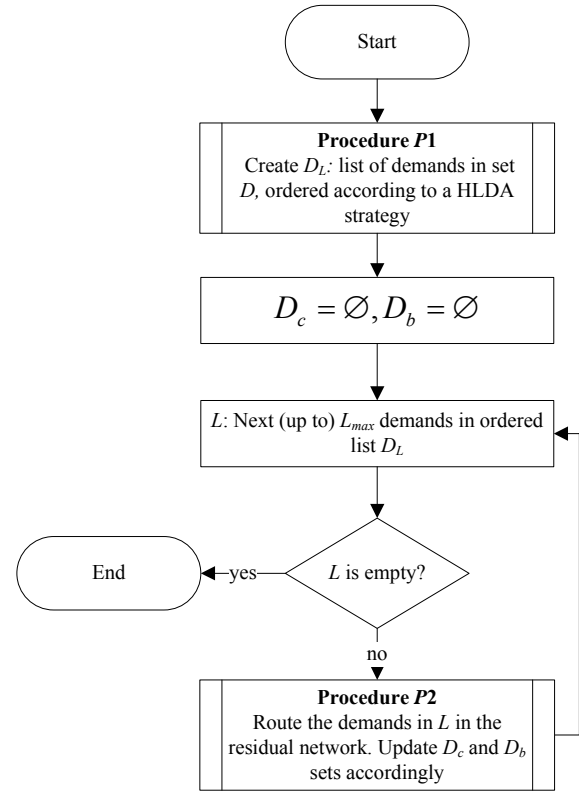 Start
Procedure P1
Create D_L: list of demands in set
D, ordered according to a HLDA
strategy
D_c = ∅, D_b = ∅
L: Next (up to) L_max demands in ordered
list D_L
L is empty?
yes
End
no
Procedure P2
Route the demands in L in the
residual network. Update D_c and D_b
sets accordingly